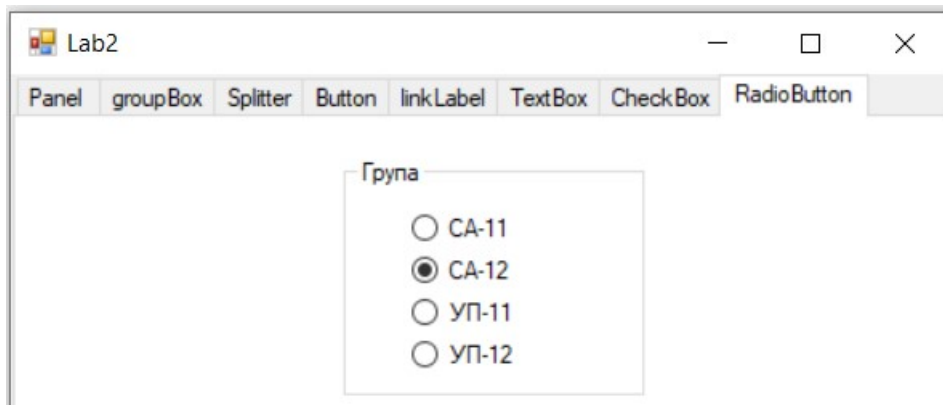 Lab2
Panel groupBox Splitter Button linkLabel TextBox CheckBox RadioButton
Група
СА-11
СА-12
УП-11
УП-12